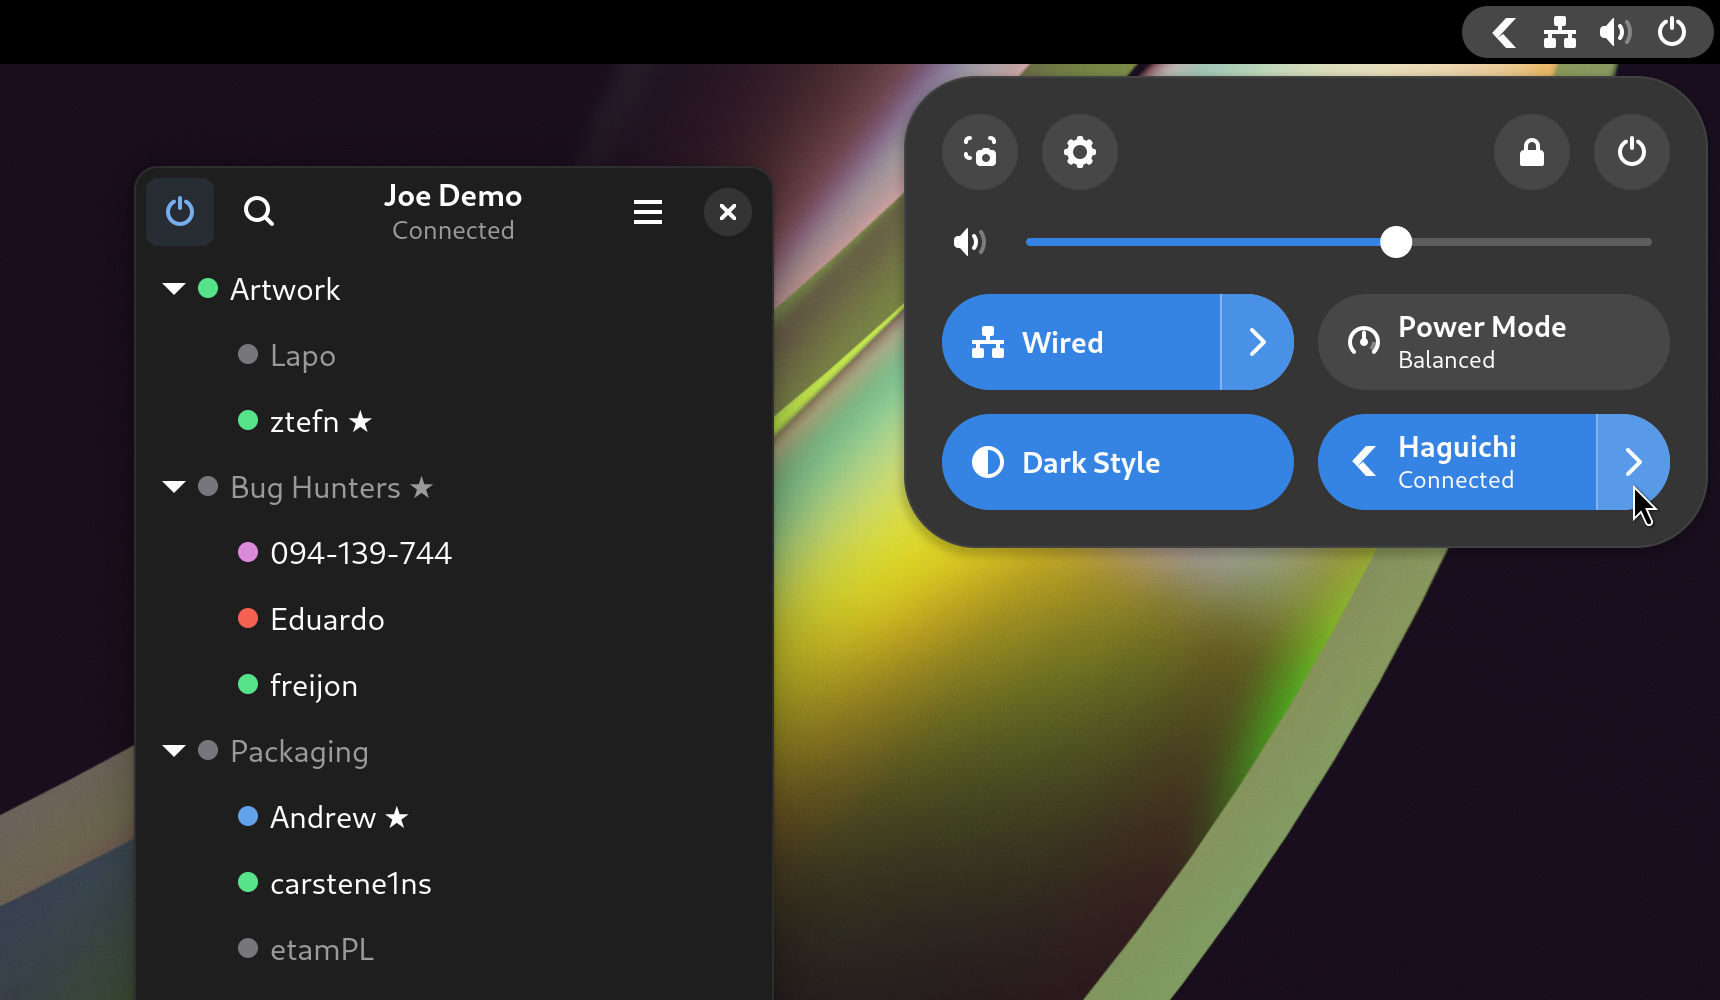 Joe Demo
Connected
Artwork
Lapo
ztefn ★
Bug Hunters ★
094-139-744
Eduardo
freijon
Packaging
Andrew ★
carstene1ns
etamPL
Wired
Power Mode
Balanced
Dark Style
Haguichi
Connected